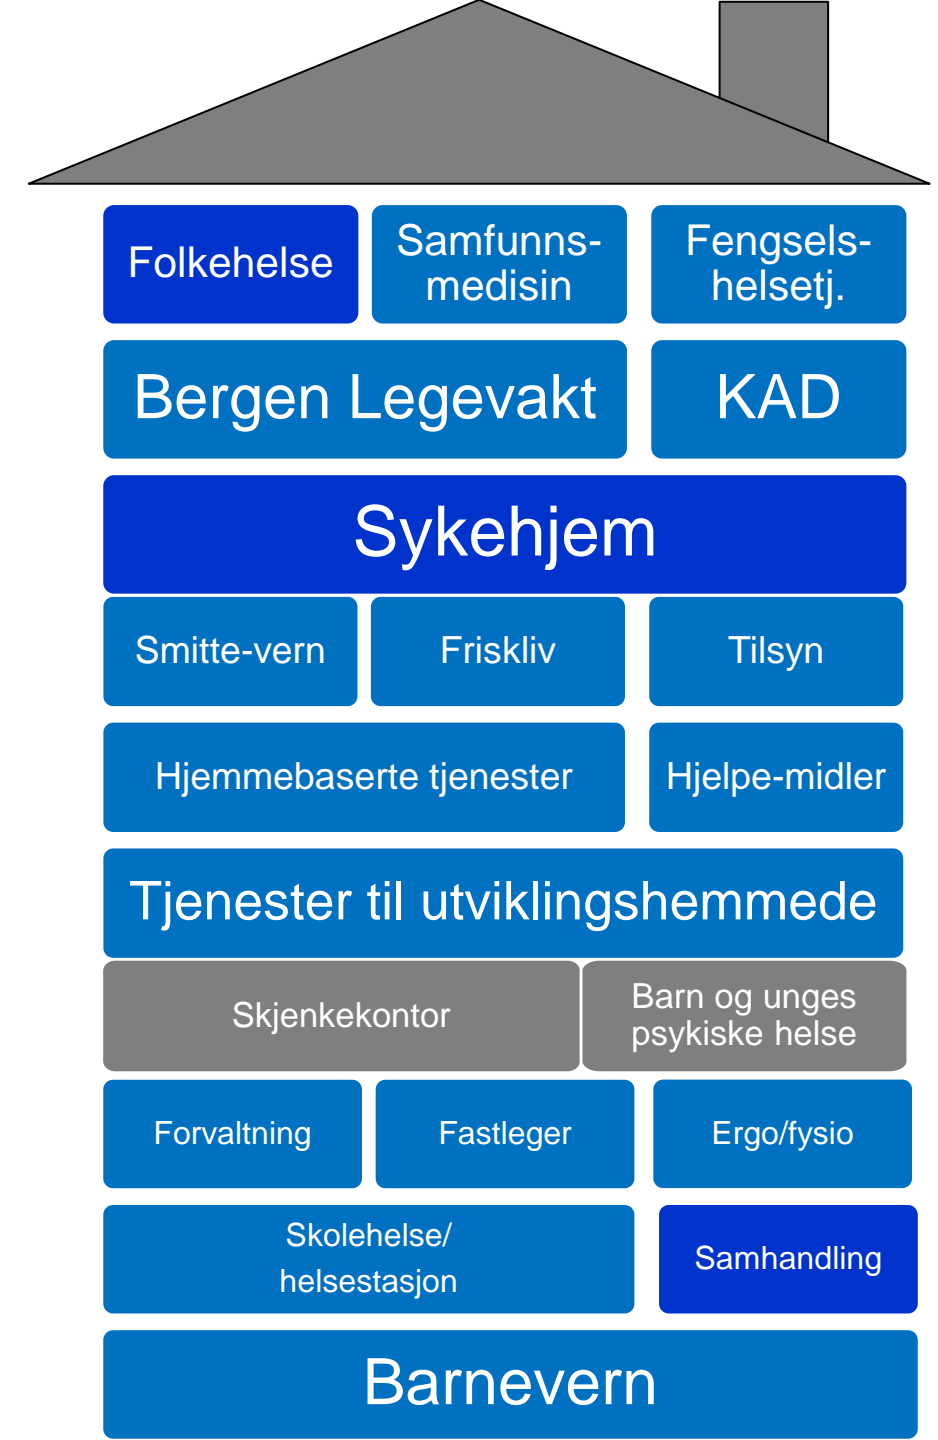 Folkehelse
Samfunns-
medisin
Fengsels-
helsetj.
Bergen Legevakt
KAD
Sykehjem
Smitte-vern
Friskliv
Tilsyn
Hjemmebaserte tjenester
Hjelpe-midler
Tjenester til utviklingshemmede
Skjenkekontor
Barn og unges
psykiske helse
Forvaltning
Fastleger
Ergo/fysio
Skolehelse/
helsestasjon
Samhandling
Barnevern